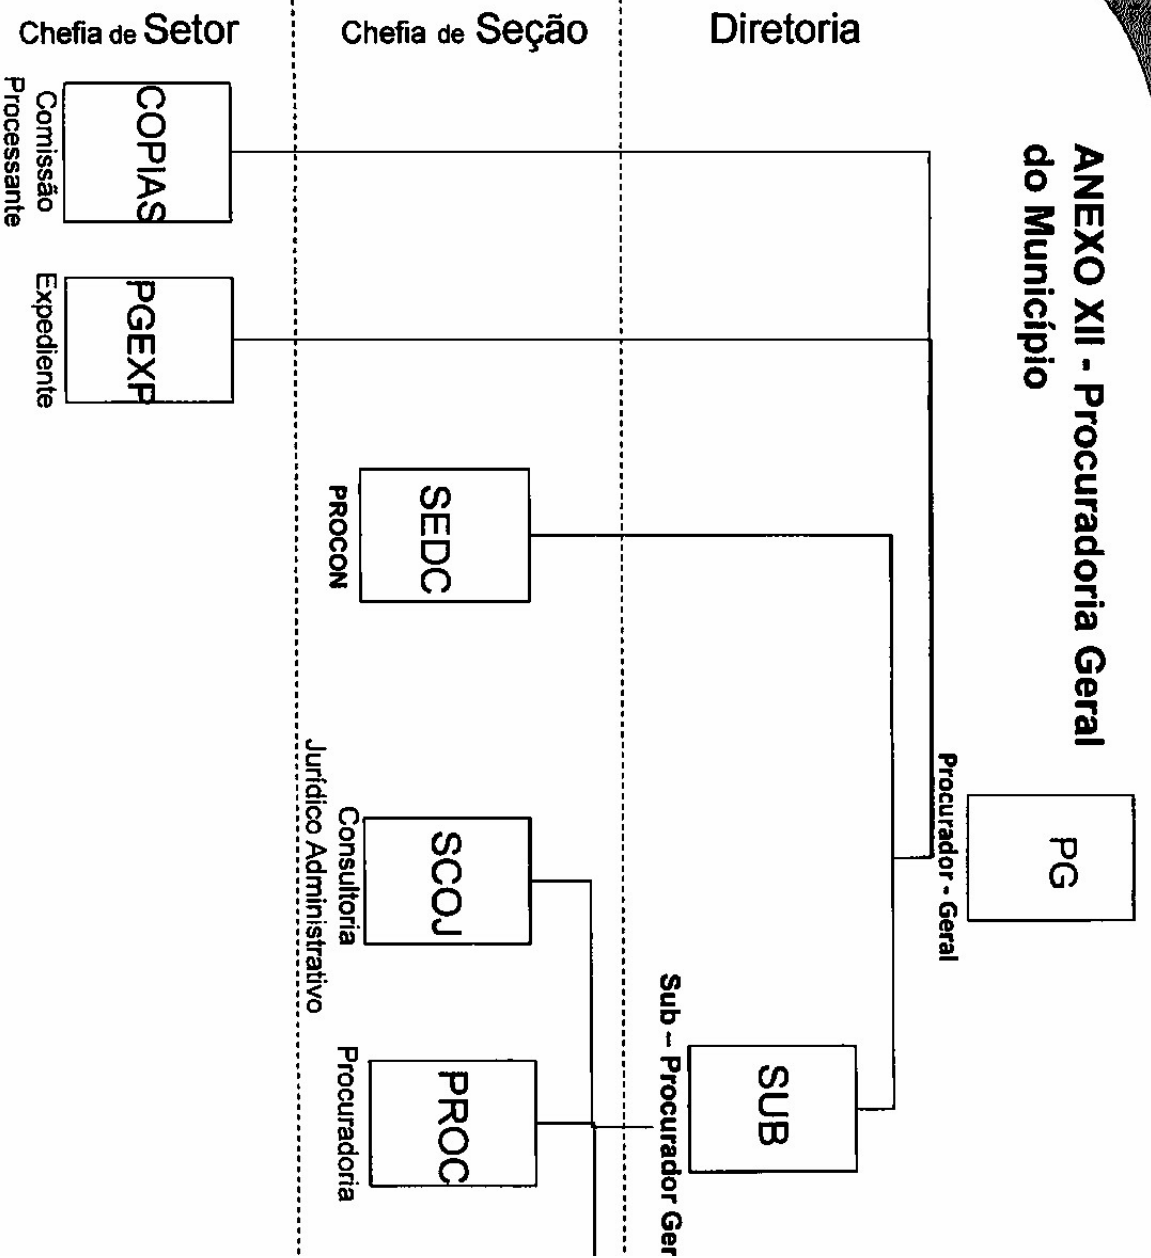 ANEXO XII - Procuradoria Geral
do Município
PG
Procurador - Geral
Diretoria
SUB
Sub – Procurador Ger
Chefia de Seção
SEDC
PROCON
SCOJ
Consultoria
Jurídico Administrativo
PROC
Procuradoria
Chefia de Setor
COPIAS
Comissão
Processante
PGEXP
Expediente